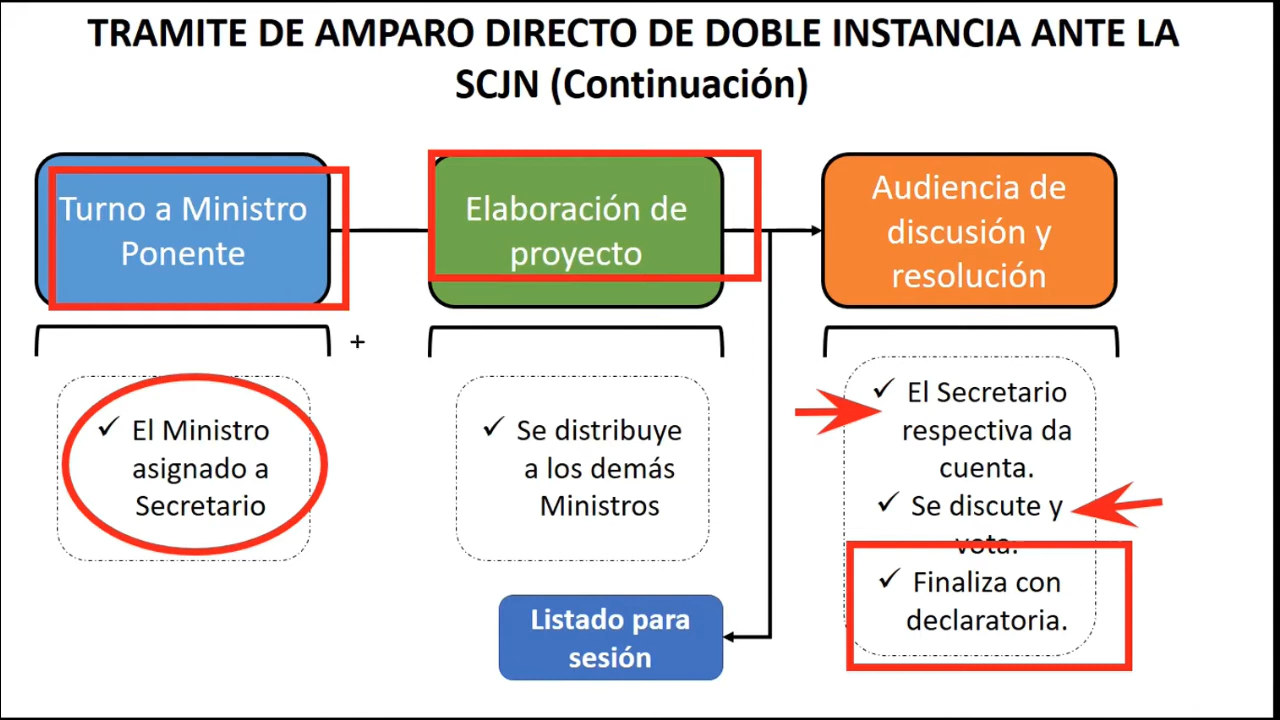 TRAMITE DE AMPARO DIRECTO DE DOBLE INSTANCIA ANTE LA
SCJN (Continuación)
Turno a Ministro
Ponente
Elaboración de
proyecto
Audiencia de
discusión y
resolución
+
✓ El Ministro
asignado a
Secretario
✓ Se distribuye
a los demás
Ministros
✓ El Secretario
respectiva da
cuenta.
✓ Se discute y
vota.
✓ Finaliza con
declaratoria.
Listado para
sesión